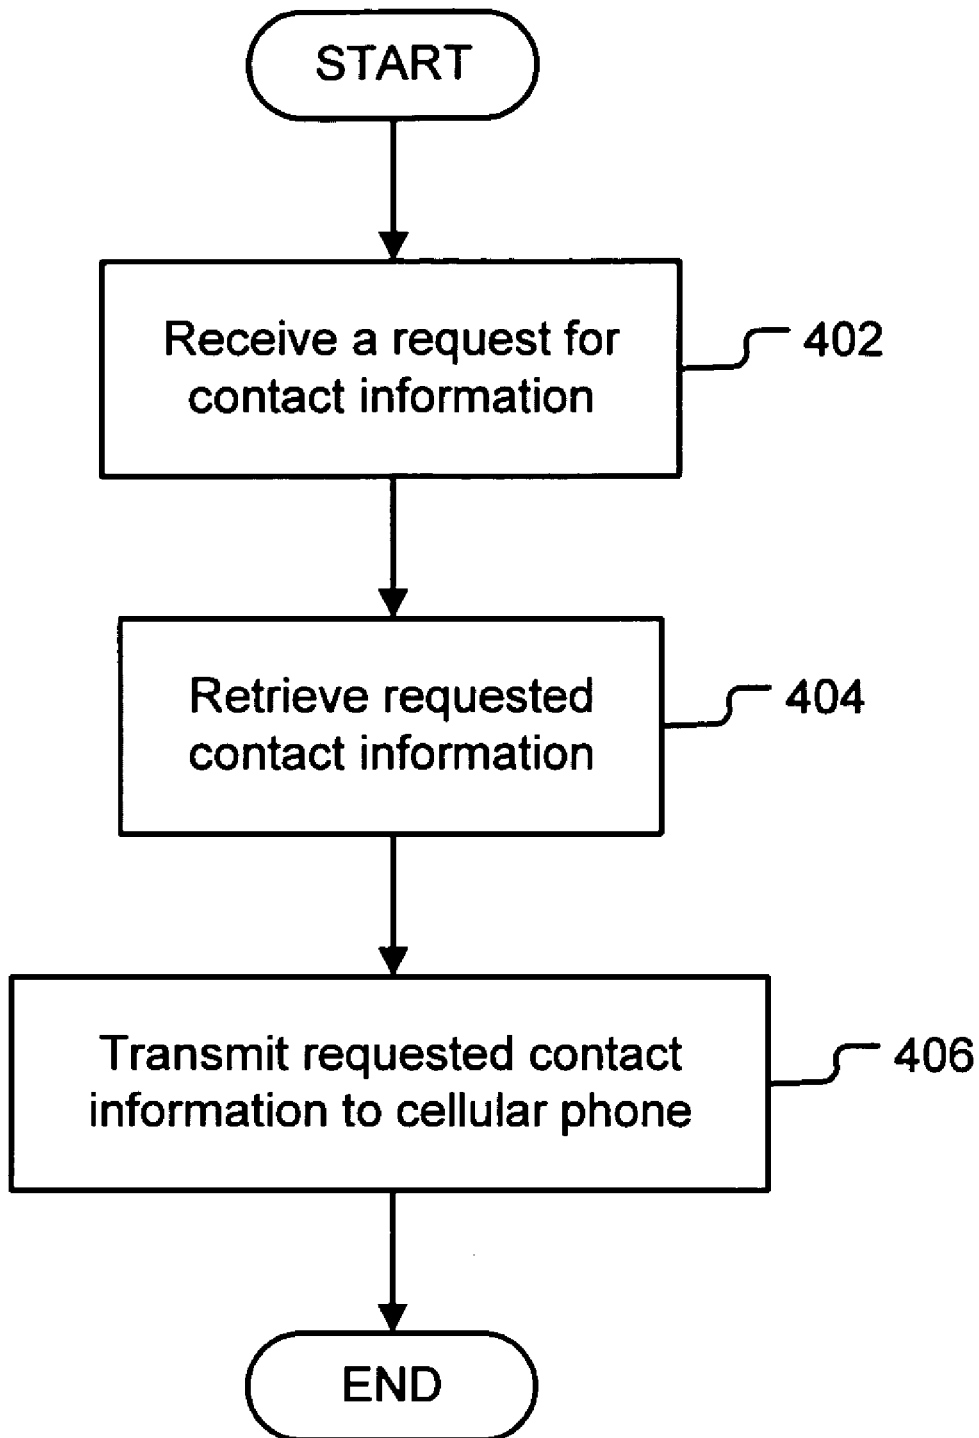 START
Receive a request for
contact information
402
Retrieve requested
contact information
404
Transmit requested contact
information to cellular phone
406
END